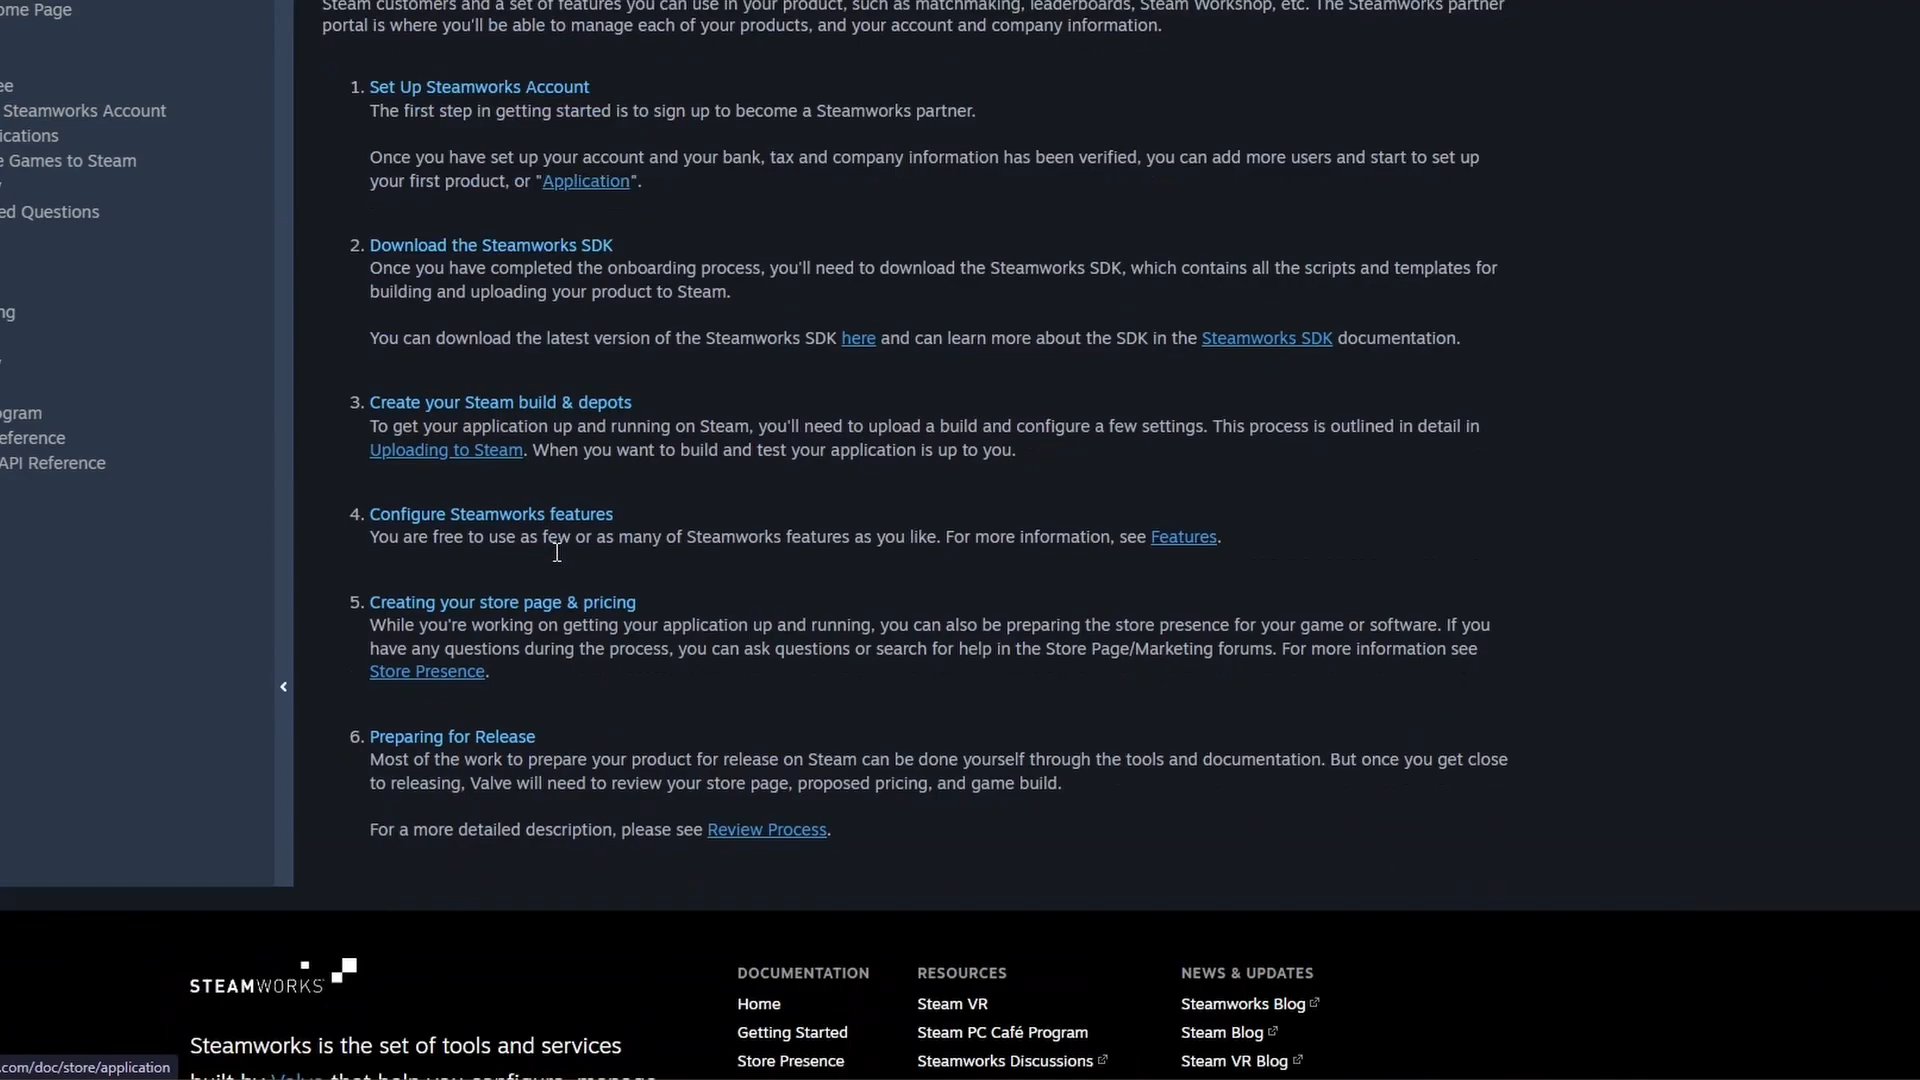 ome Page
ee
Steamworks Account
ications
e Games to Steam
ed Questions
ng
ogram
eference
API Reference
Steam customers and a set of features you can use in your product, such as matchmaking, leaderboards, Steam Workshop, etc. The Steamworks partner
portal is where you'll be able to manage each of your products, and your account and company information.
1. Set Up Steamworks Account
The first step in getting started is to sign up to become a Steamworks partner.
Once you have set up your account and your bank, tax and company information has been verified, you can add more users and start to set up
your first product, or "Application".
2. Download the Steamworks SDK
Once you have completed the onboarding process, you'll need to download the Steamworks SDK, which contains all the scripts and templates for
building and uploading your product to Steam.
You can download the latest version of the Steamworks SDK here and can learn more about the SDK in the Steamworks SDK documentation.
3. Create your Steam build & depots
To get your application up and running on Steam, you'll need to upload a build and configure a few settings. This process is outlined in detail in
Uploading to Steam. When you want to build and test your application is up to you.
4. Configure Steamworks features
You are free to use as few or as many of Steamworks features as you like. For more information, see Features.
5. Creating your store page & pricing
While you're working on getting your application up and running, you can also be preparing the store presence for your game or software. If you
have any questions during the process, you can ask questions or search for help in the Store Page/Marketing forums. For more information see
Store Presence.
6. Preparing for Release
Most of the work to prepare your product for release on Steam can be done yourself through the tools and documentation. But once you get close
to releasing, Valve will need to review your store page, proposed pricing, and game build.
For a more detailed description, please see Review Process.
STEAMWORKS
Steamworks is the set of tools and services
built by Valve that help you configure, manage
DOCUMENTATION
Home
Getting Started
Store Presence
RESOURCES
Steam VR
Steam PC Café Program
Steamworks Discussions
NEWS & UPDATES
Steamworks Blog
Steam Blog
Steam VR Blog
.com/doc/store/application